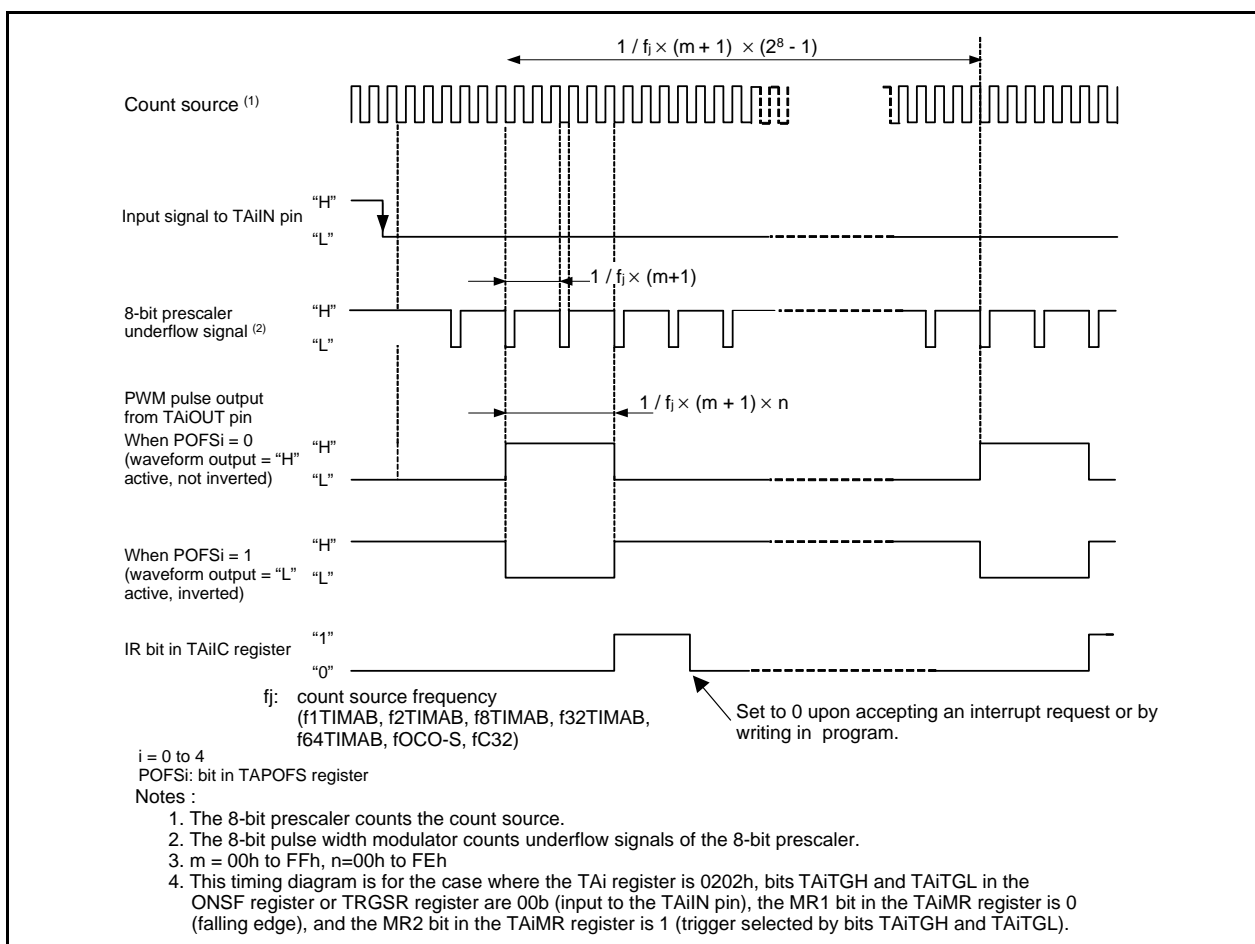 1 / fj × (m + 1) × (2⁸ - 1)
Count source (1)
Input signal to TAiIN pin
“H”
“L”
1 / fj × (m+1)
8-bit prescaler
underflow signal (2)
“H”
“L”
PWM pulse output
from TAiOUT pin
1 / fj × (m + 1) × n
When POFSi = 0
(waveform output = “H”
active, not inverted)
“H”
“L”
When POFSi = 1
(waveform output = “L”
active, inverted)
“H”
“L”
IR bit in TAiIC register
“1”
“0”
fj: count source frequency
(f1TIMAB, f2TIMAB, f8TIMAB, f32TIMAB,
f64TIMAB, fOCO-S, fC32)
Set to 0 upon accepting an interrupt request or by
writing in program.
i = 0 to 4
POFSi: bit in TAPOFS register
Notes :
1. The 8-bit prescaler counts the count source.
2. The 8-bit pulse width modulator counts underflow signals of the 8-bit prescaler.
3. m = 00h to FFh, n=00h to FEh
4. This timing diagram is for the case where the TAi register is 0202h, bits TAiTGH and TAiTGL in the
ONSF register or TRGSR register are 00b (input to the TAiIN pin), the MR1 bit in the TAiMR register is 0
(falling edge), and the MR2 bit in the TAiMR register is 1 (trigger selected by bits TAiTGH and TAiTGL).